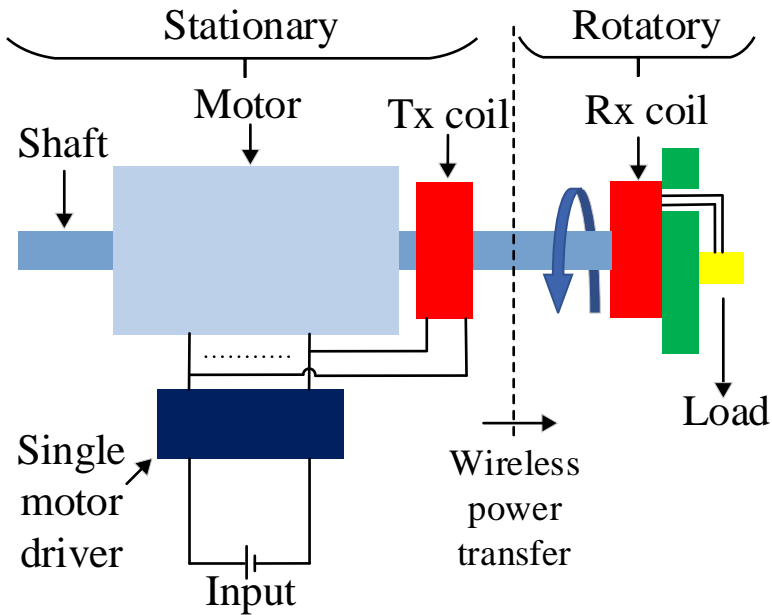 Stationary
Rotatory
Motor
Tx coil
Rx coil
Shaft
Load
Single
motor
driver
Wireless
power
transfer
Input